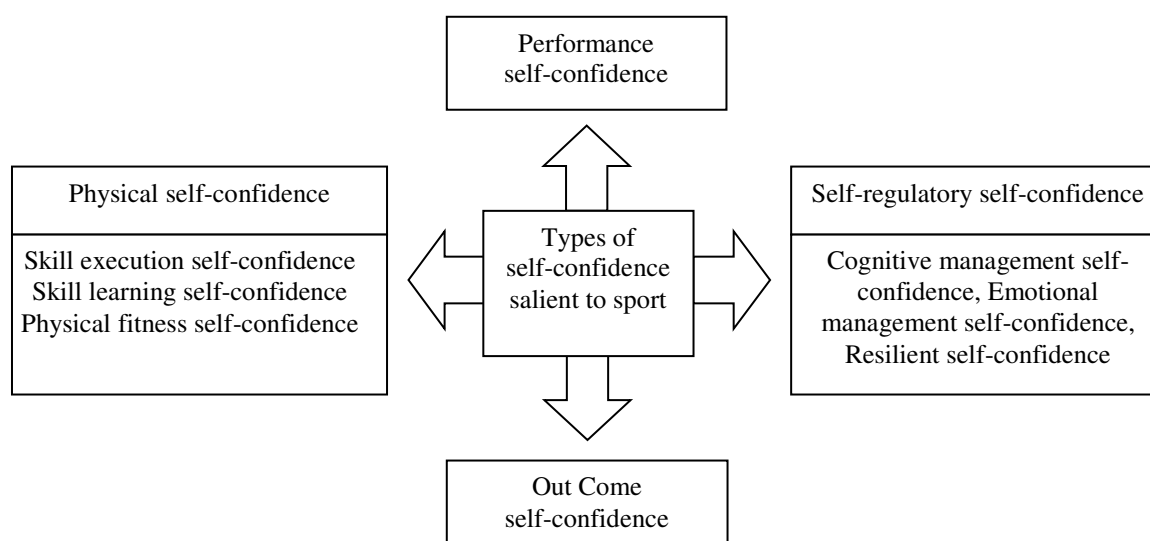 Performance
self-confidence
Physical self-confidence
Skill execution self-confidence
Skill learning self-confidence
Physical fitness self-confidence
Types of
self-confidence
salient to sport
Self-regulatory self-confidence
Cognitive management self-
confidence, Emotional
management self-confidence,
Resilient self-confidence
Out Come
self-confidence